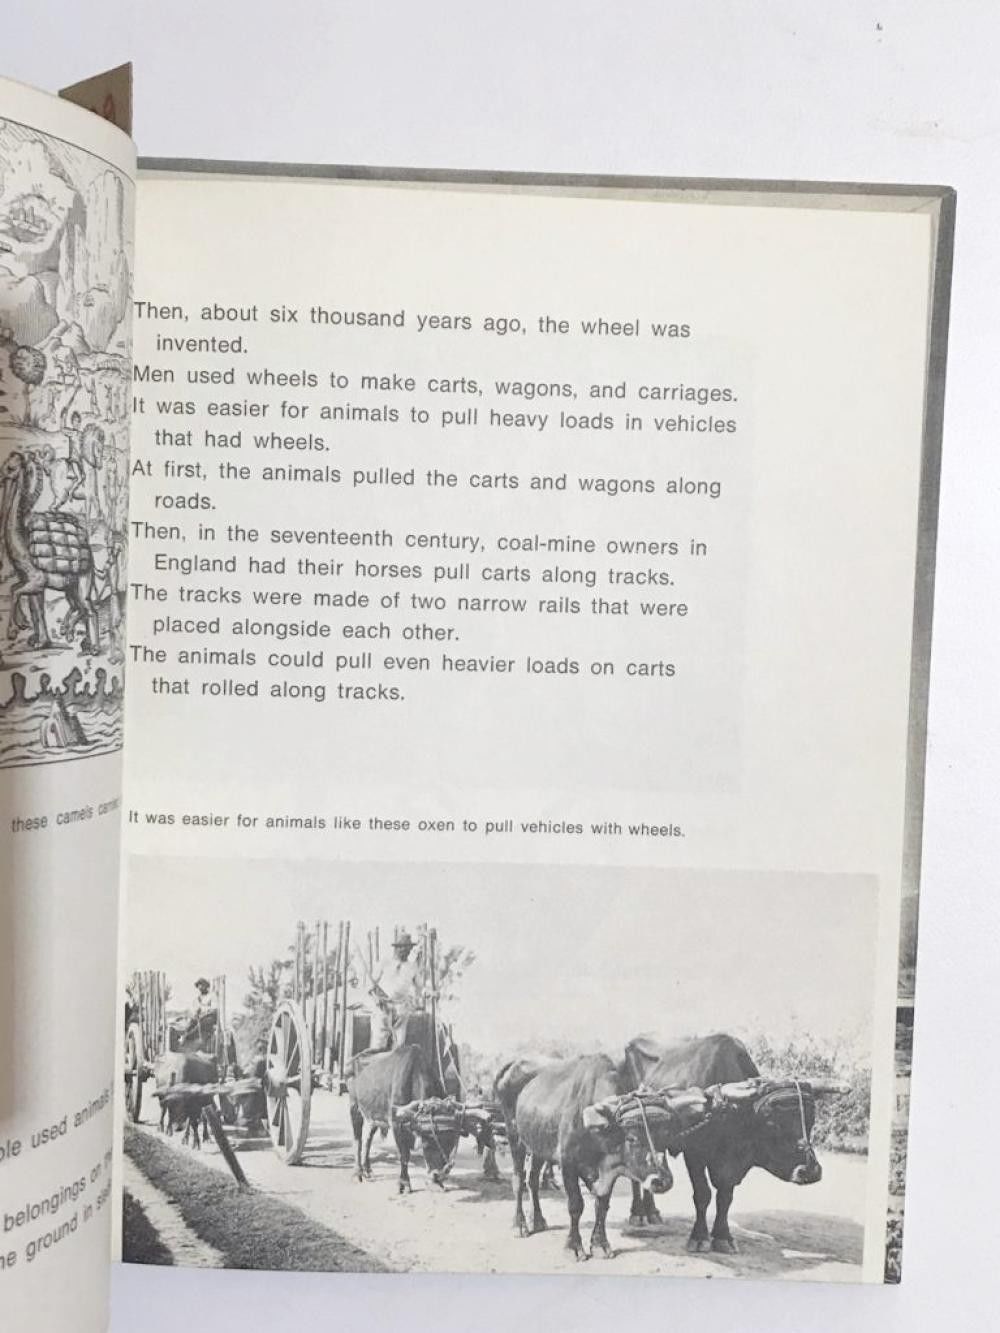 these camels
ple used animals
belongings on
ne ground in
Then, about six thousand years ago, the wheel was
invented.
Men used wheels to make carts, wagons, and carriages.
It was easier for animals to pull heavy loads in vehicles
that had wheels.
At first, the animals pulled the carts and wagons along
roads.
Then, in the seventeenth century, coal-mine owners in
England had their horses pull carts along tracks.
The tracks were made of two narrow rails that were
placed alongside each other.
The animals could pull even heavier loads on carts
that rolled along tracks.
It was easier for animals like these oxen to pull vehicles with wheels.